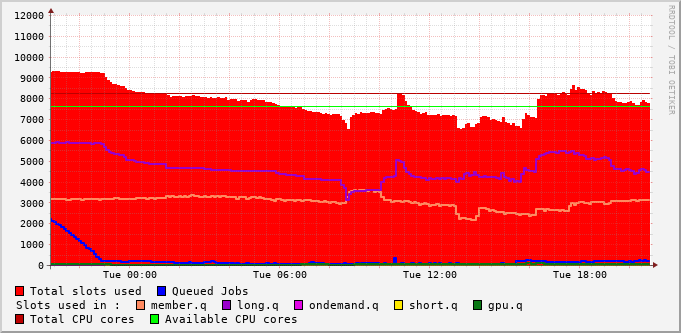 RRDTOOL / TOBI OETIKER
12000
11000
10000
9000
8000
7000
6000
5000
4000
3000
2000
1000
0
Tue 00:00 Tue 06:00 Tue 12:00 Tue 18:00
Total slots used Queued Jobs
Slots used in : member.q long.q ondemand.q short.q gpu.q
Total CPU cores Available CPU cores